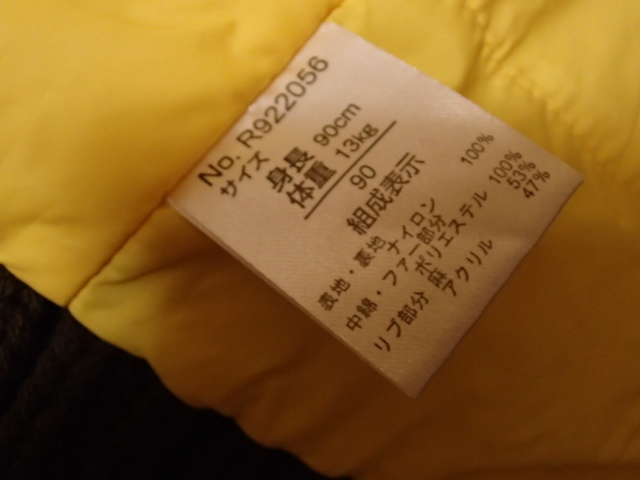 No. R922056
サイズ
身長 90cm
体重 13kg
90
組成表示
表地・裏地 ナイロン 100%
中綿・ファー部分
ポリエステル 100%
リブ部分 麻 53%
アクリル 47%